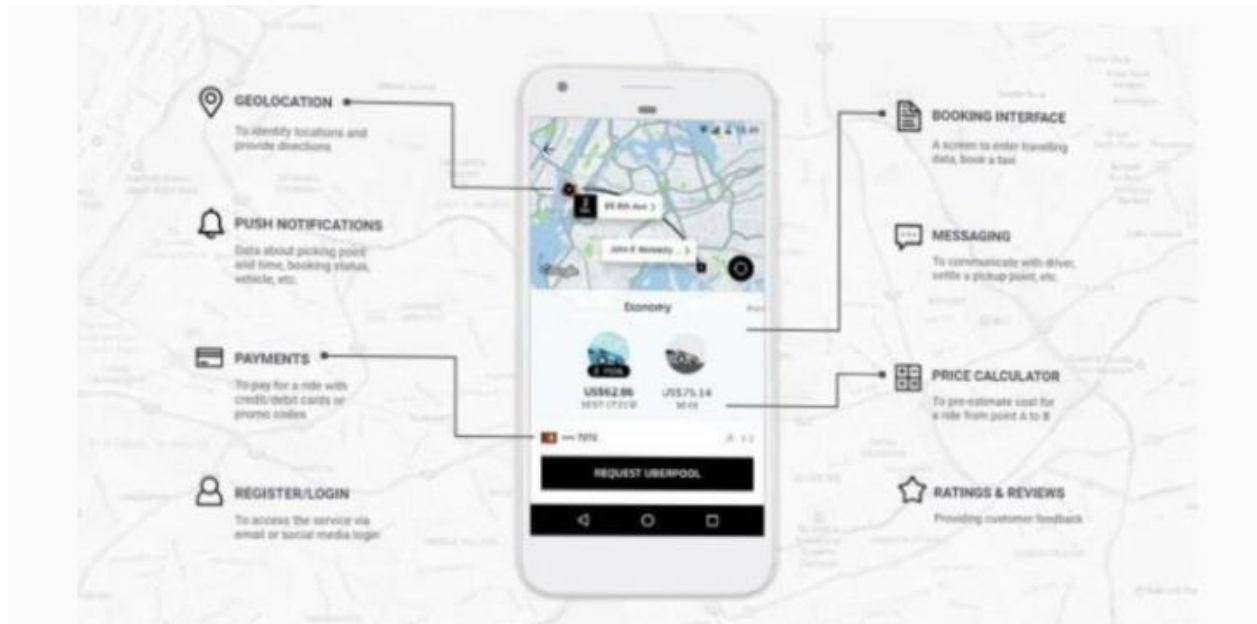 GEOLOCATION
To identify locations and
provide directions
PUSH NOTIFICATIONS
Data about picking point
and time, booking status,
vehicle, etc.
PAYMENTS
To pay for a ride with
credit/debit cards or
promo codes
REGISTER/LOGIN
To access the service via
email or social media login
Google
Economy
US$62.86
US$75.14
REQUEST UBERPOOL
BOOKING INTERFACE
A screen to enter travelling
data, book a taxi
MESSAGING
To communicate with driver,
settle a pickup point, etc.
PRICE CALCULATOR
To pre-estimate cost for
a ride from point A to B
RATINGS & REVIEWS
Providing customer feedback